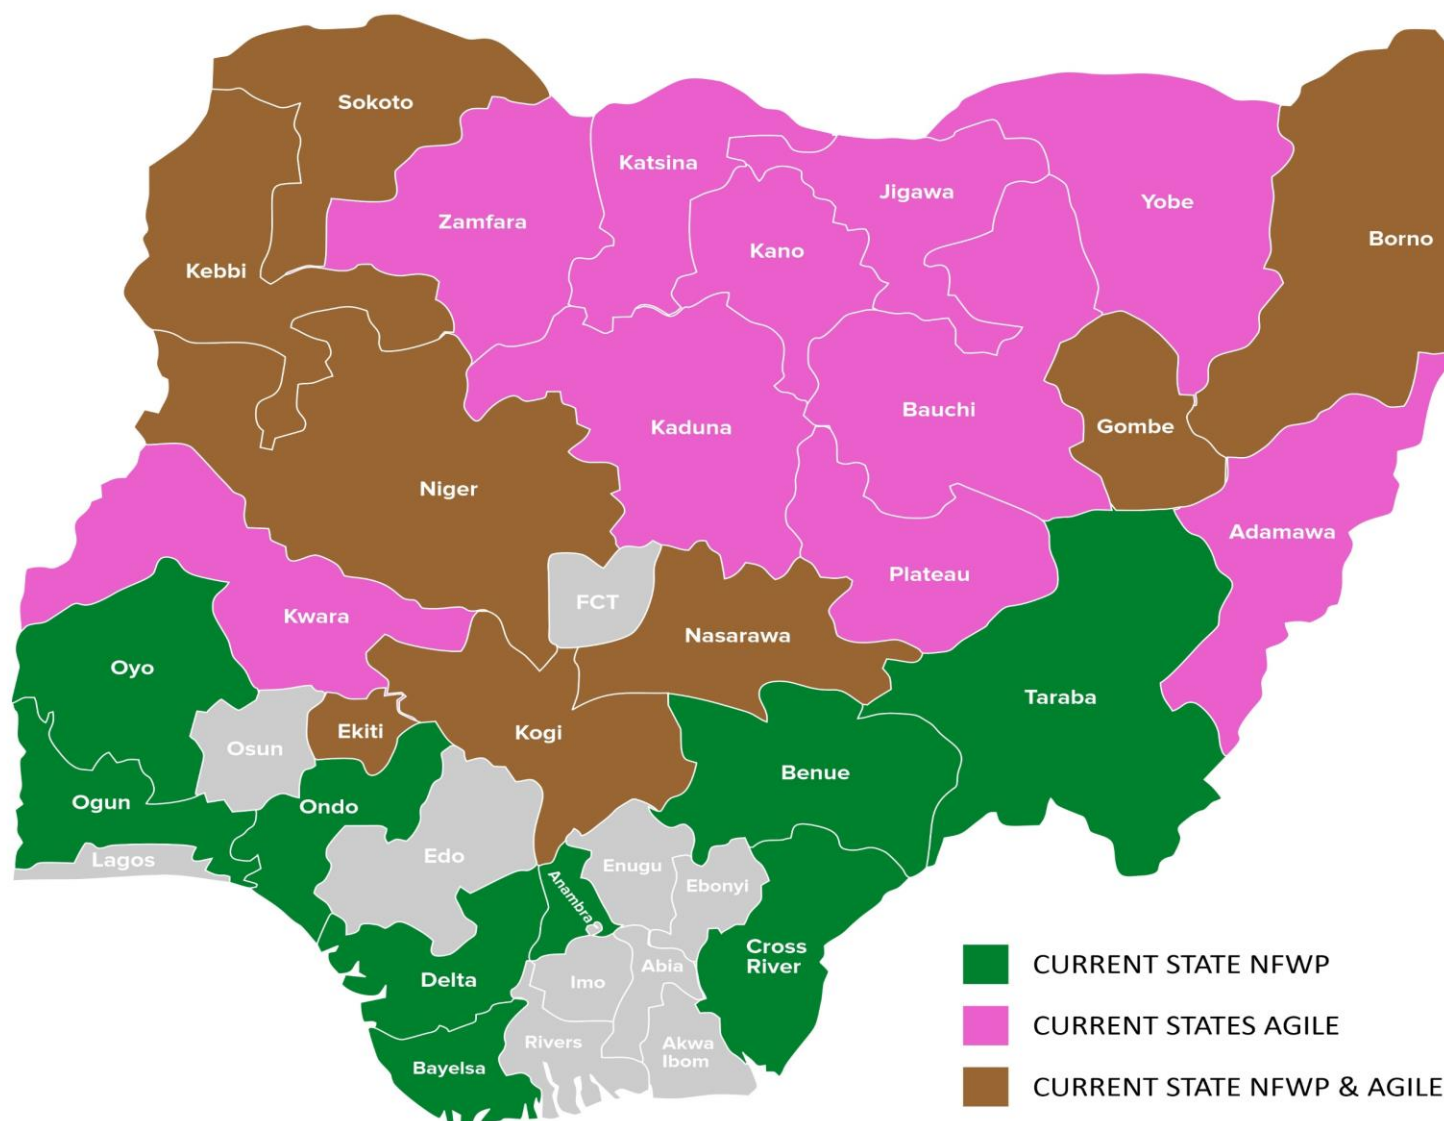 Sokoto
Katsina
Jigawa
Yobe
Zamfara
Kano
Borno
Kebbi
Bauchi
Kaduna
Gombe
Niger
Adamawa
Plateau
FCT
Kwara
Nasarawa
Oyo
Taraba
Ekiti
Kogi
Osun
Benue
Ogun
Ondo
Lagos
Edo
Enugu
Ebonyi
Anambra
Cross
River
Abia
Delta
Imo
Rivers
Akwa
Ibom
Bayelsa
CURRENT STATE NFWP
CURRENT STATES AGILE
CURRENT STATE NFWP & AGILE